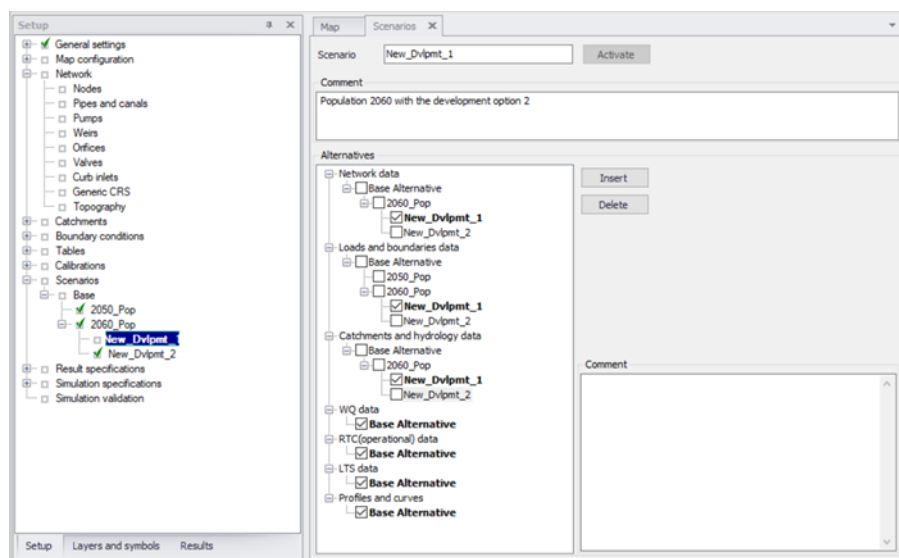 Setup
General settings
Map configuration
Network
Nodes
Pipes and canals
Pumps
Weirs
Orifices
Valves
Curb inlets
Generic CRS
Topography
Catchments
Boundary conditions
Tables
Calibrations
Scenarios
Base
2050_Pop
2060_Pop
New_Dvlpmt_1
New_Dvlpmt_2
Result specifications
Simulation specifications
Simulation validation
Setup Layers and symbols Results
Map Scenarios
Scenario New_Dvlpmt_1 Activate
Comment
Population 2060 with the development option 2
Alternatives
Network data
Base Alternative
2060_Pop
New_Dvlpmt_1
New_Dvlpmt_2
Loads and boundaries data
Base Alternative
2050_Pop
2060_Pop
New_Dvlpmt_1
New_Dvlpmt_2
Catchments and hydrology data
Base Alternative
2060_Pop
New_Dvlpmt_1
New_Dvlpmt_2
WQ data
Base Alternative
RTC(operational) data
Base Alternative
LTS data
Base Alternative
Profiles and curves
Base Alternative
Insert
Delete
Comment